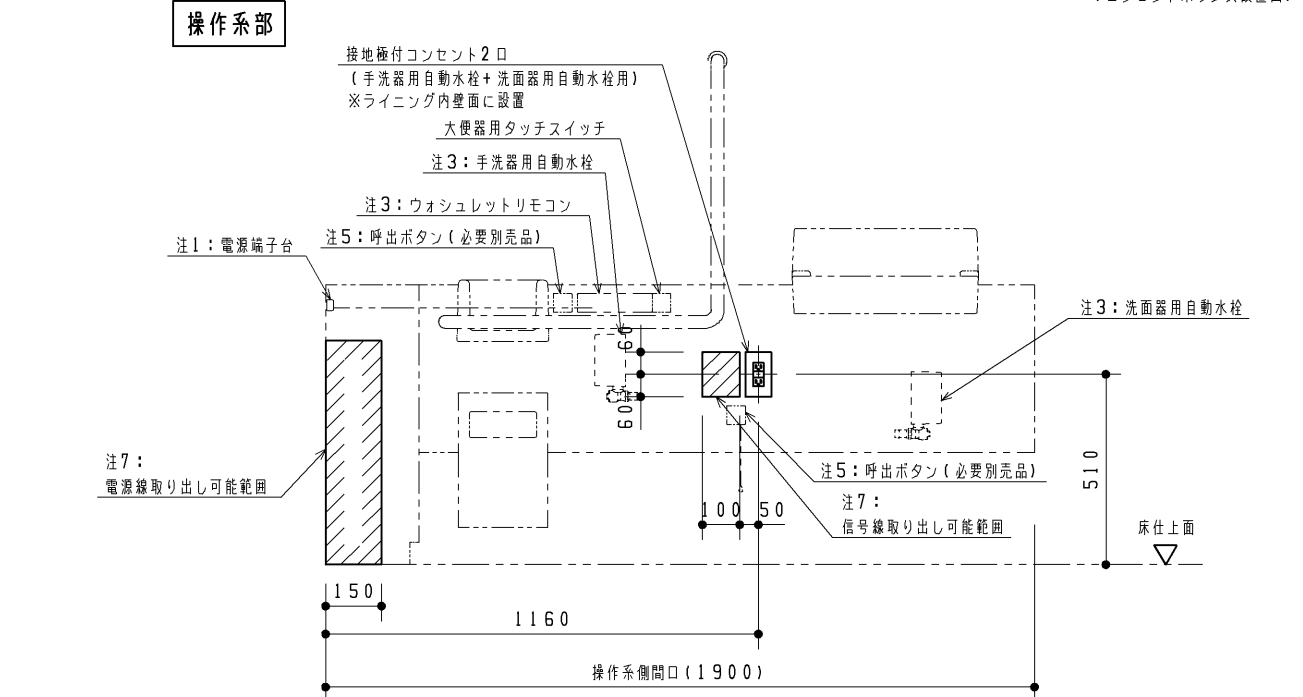 操作系部
接地極付コンセント2口
(手洗器用自動水栓+洗面器用自動水栓用)
※ライニング内壁面に設置
大便器用タッチスイッチ
注3:手洗器用自動水栓
注3:ウォシュレットリモコン
注5:呼出ボタン(必要別売品)
注1:電源端子台
注3:洗面器用自動水栓
60
60
注7:
電源線取り出し可能範囲
注5:呼出ボタン(必要別売品)
注7:
信号線取り出し可能範囲
100
50
510
床仕上面
150
1160
操作系側間口(1900)